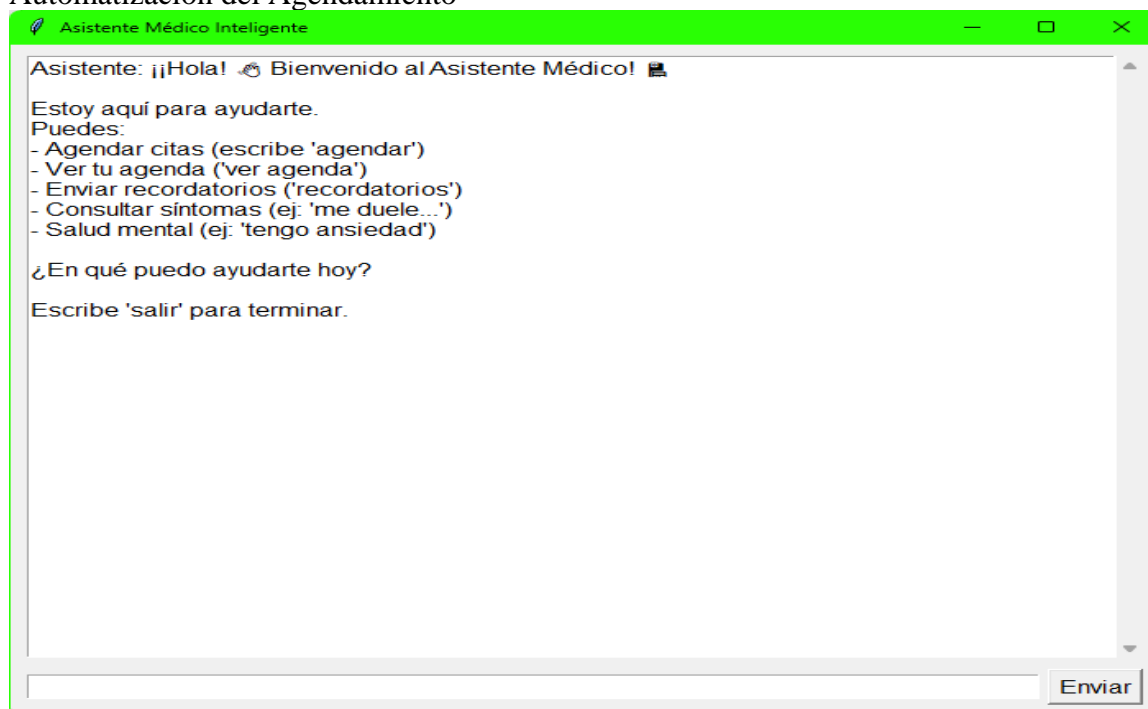 Automatización del Agendamiento
Asistente Médico Inteligente
Asistente: ¡¡Hola! 👋 Bienvenido al Asistente Médico! 💻
Estoy aquí para ayudarte.
Puedes:
- Agendar citas (escribe 'agendar')
- Ver tu agenda ('ver agenda')
- Enviar recordatorios ('recordatorios')
- Consultar síntomas (ej: 'me duele...')
- Salud mental (ej: 'tengo ansiedad')
¿En qué puedo ayudarte hoy?
Escribe 'salir' para terminar.
Enviar